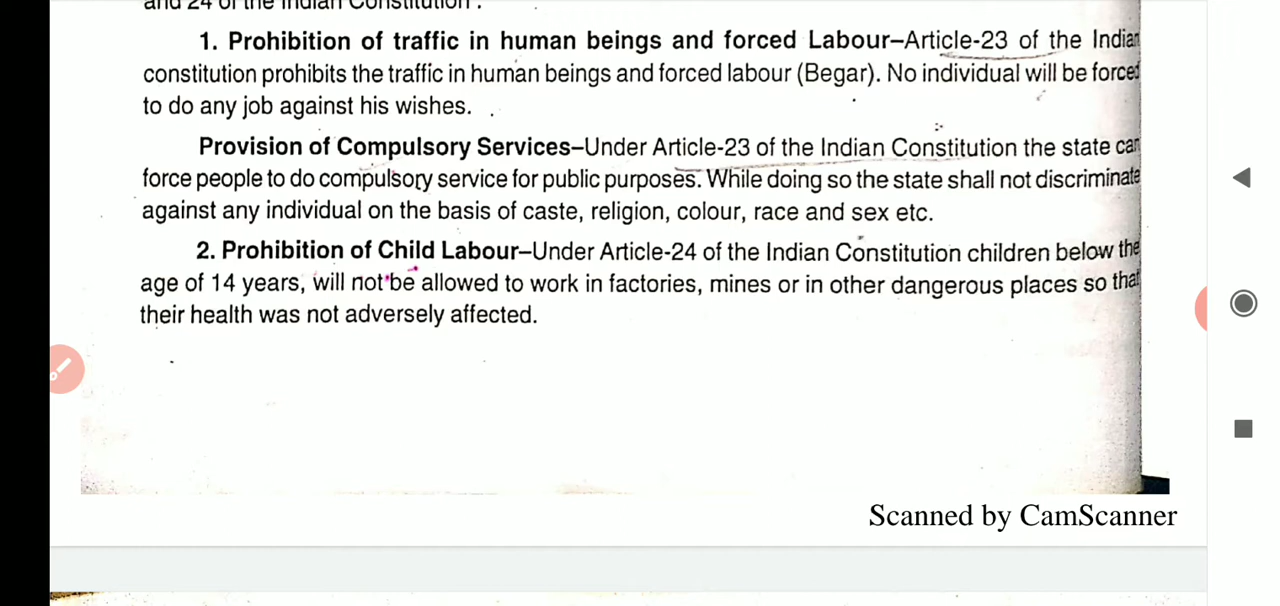 and 24 of the Indian Constitution.
1. Prohibition of traffic in human beings and forced Labour–Article-23 of the Indian
constitution prohibits the traffic in human beings and forced labour (Begar). No individual will be forced
to do any job against his wishes.
Provision of Compulsory Services–Under Article-23 of the Indian Constitution the state can
force people to do compulsory service for public purposes. While doing so the state shall not discriminate
against any individual on the basis of caste, religion, colour, race and sex etc.
2. Prohibition of Child Labour–Under Article-24 of the Indian Constitution children below the
age of 14 years, will not be allowed to work in factories, mines or in other dangerous places so that
their health was not adversely affected.
Scanned by CamScanner